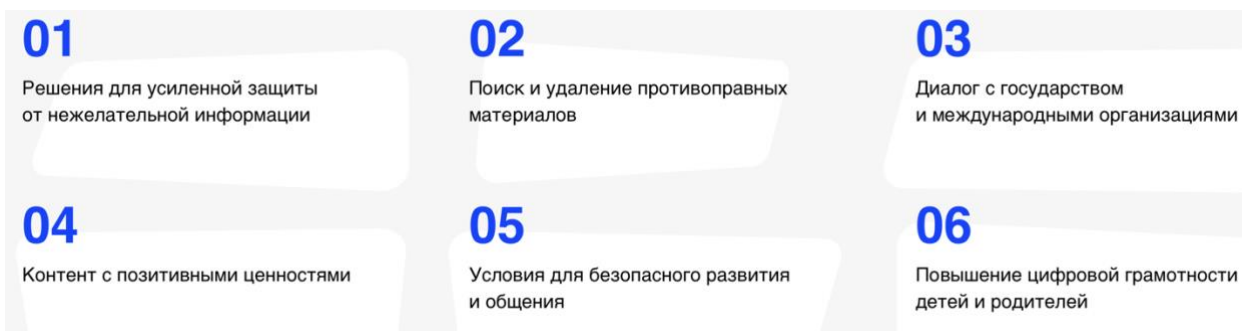 01
Решения для усиленной защиты
от нежелательной информации
02
Поиск и удаление противоправных
материалов
03
Диалог с государством
и международными организациями
04
Контент с позитивными ценностями
05
Условия для безопасного развития
и общения
06
Повышение цифровой грамотности
детей и родителей